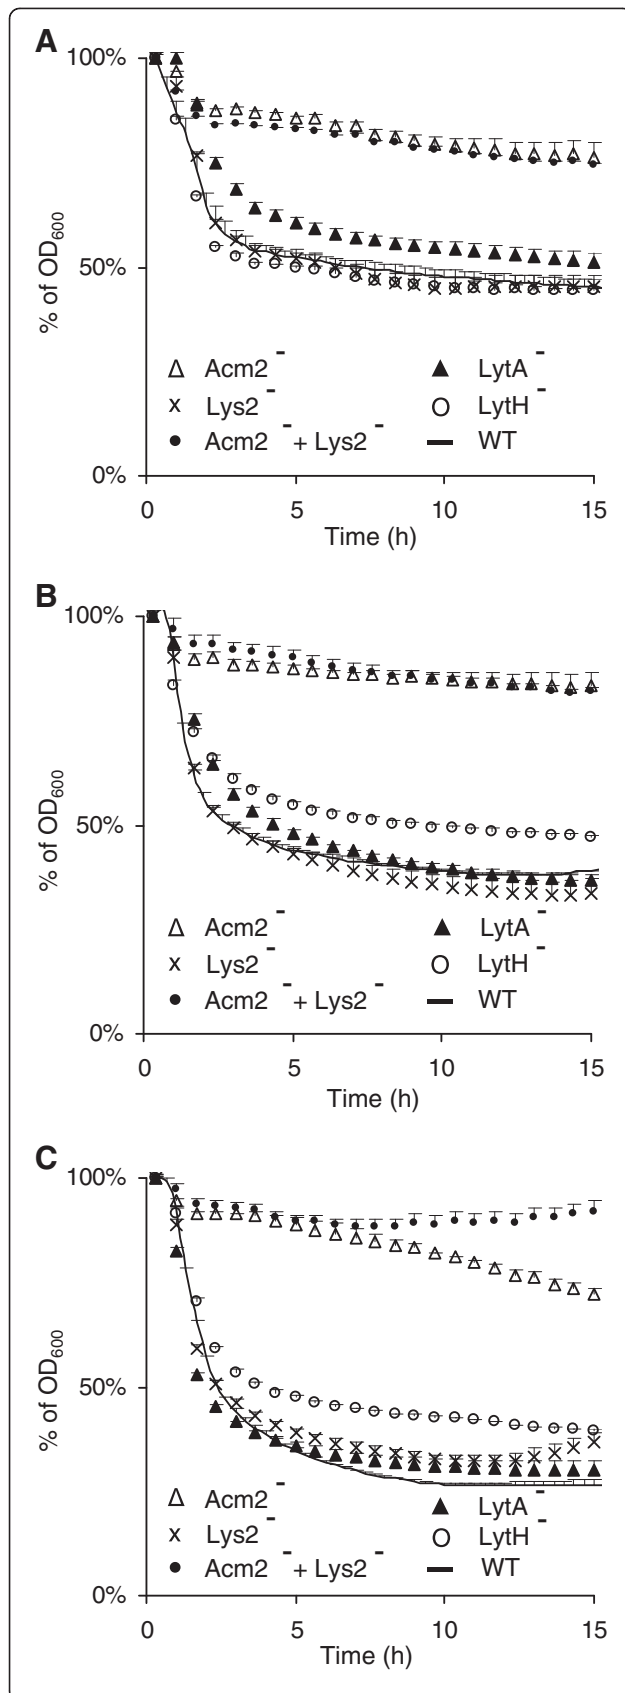 A
100%
50%
0%
% of OD600
Acm2-
LytA-
Lys2-
LytH-
Acm2- + Lys2-
WT
0 5 10 15
Time (h)
B
100%
50%
0%
% of OD600
Acm2-
LytA-
Lys2-
LytH-
Acm2- + Lys2-
WT
0 5 10 15
Time (h)
C
100%
50%
0%
% of OD600
Acm2-
LytA-
Lys2-
LytH-
Acm2- + Lys2-
WT
0 5 10 15
Time (h)